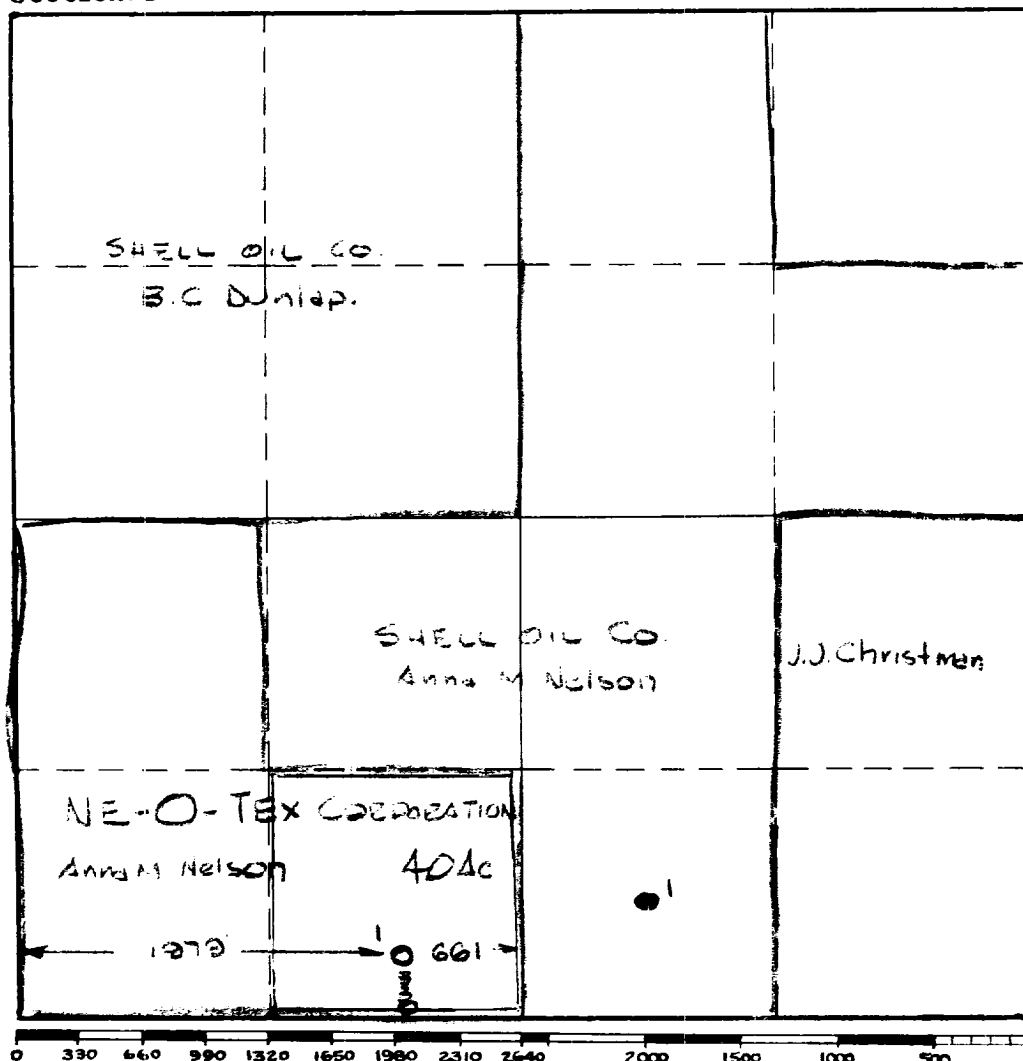 SHELL OIL CO.
B.C Dunlap.
SHELL OIL Co.
Anna M Nelson
J.J. Christman
NE-O-TEX CORPORATION
Anna M Nelson 40Ac
1 661
1
0 330 660 990 1320 1650 1980 2310 2640 2000 1500 1000 500